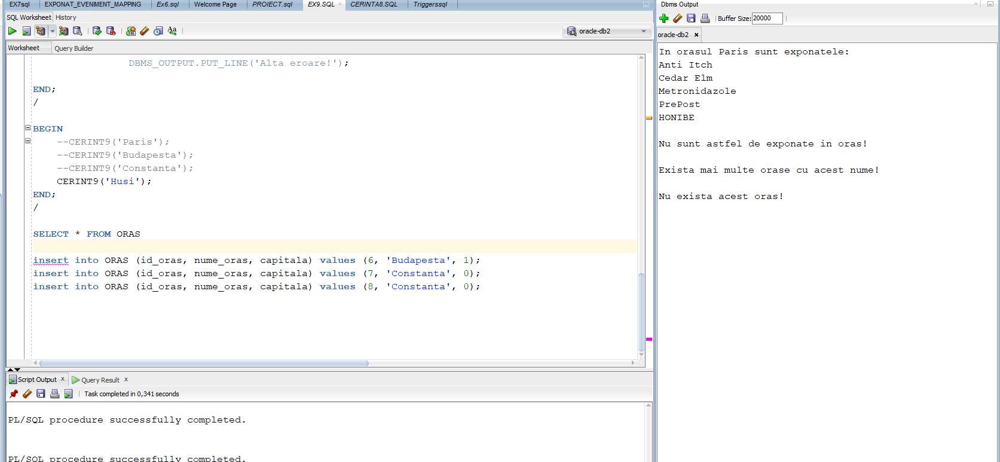 EX7sql EXPONAT_EVENIMENT_MAPPING Ex6.sql Welcome Page PROIECT.sql EX9.SQL CERINTA8.SQL Triggerssql
SQL Worksheet History
oracle-db2
Worksheet Query Builder
DBMS_OUTPUT.PUT_LINE('Alta eroare!');
END;
/
BEGIN
--CERINT9('Paris');
--CERINT9('Budapesta');
--CERINT9('Constanta');
CERINT9('Husi');
END;
/
SELECT * FROM ORAS
insert into ORAS (id_oras, nume_oras, capitala) values (6, 'Budapesta', 1);
insert into ORAS (id_oras, nume_oras, capitala) values (7, 'Constanta', 0);
insert into ORAS (id_oras, nume_oras, capitala) values (8, 'Constanta', 0);
Script Output x Query Result x
Task completed in 0,341 seconds
PL/SQL procedure successfully completed.
PL/SQL procedure successfully completed.
Dbms Output
Buffer Size: 20000
oracle-db2
In orasul Paris sunt exponatele:
Anti Itch
Cedar Elm
Metronidazole
PrePost
HONIBE
Nu sunt astfel de exponate in oras!
Exista mai multe orase cu acest nume!
Nu exista acest oras!